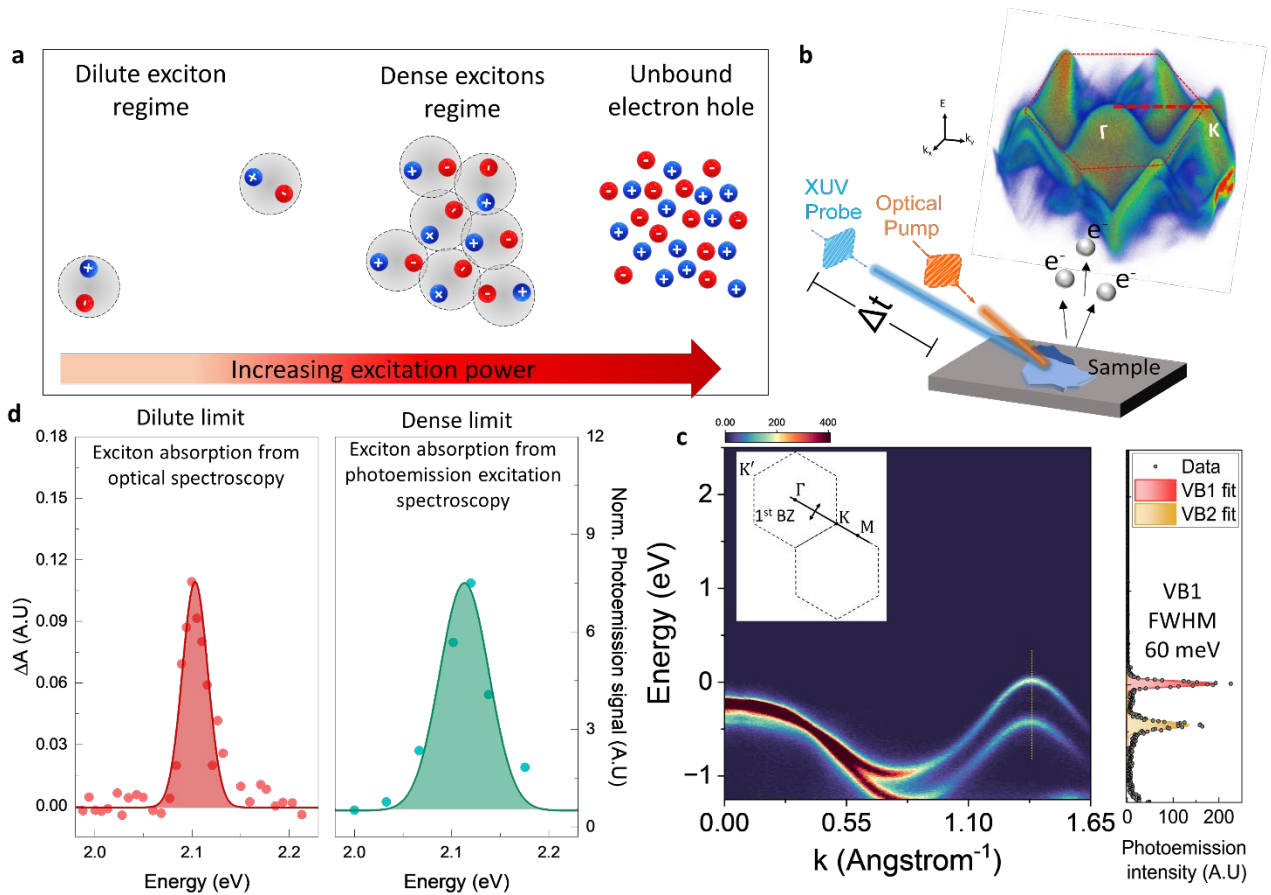 a
Dilute exciton
regime
Dense excitons
regime
Unbound
electron hole
Increasing excitation power
b
E
kx
ky
Γ
K
XUV
Probe
Optical
Pump
Δt
e-
e-
e-
Sample
d
Dilute limit
Exciton absorption from
optical spectroscopy
ΔA (A.U)
0.18
0.15
0.12
0.09
0.06
0.03
0.00
2.0
2.1
2.2
Energy (eV)
Dense limit
Exciton absorption from
photoemission excitation
spectroscopy
12
9
6
3
0
Norm. Photoemission signal (A.U)
2.0
2.1
2.2
Energy (eV)
c
0.00
200
400
K′
Γ
1st BZ
K
M
Energy (eV)
2
1
0
−1
0.00
0.55
1.10
1.65
k (Angstrom-1)
Data
VB1 fit
VB2 fit
VB1
FWHM
60 meV
0
100
200
Photoemission
intensity (A.U)